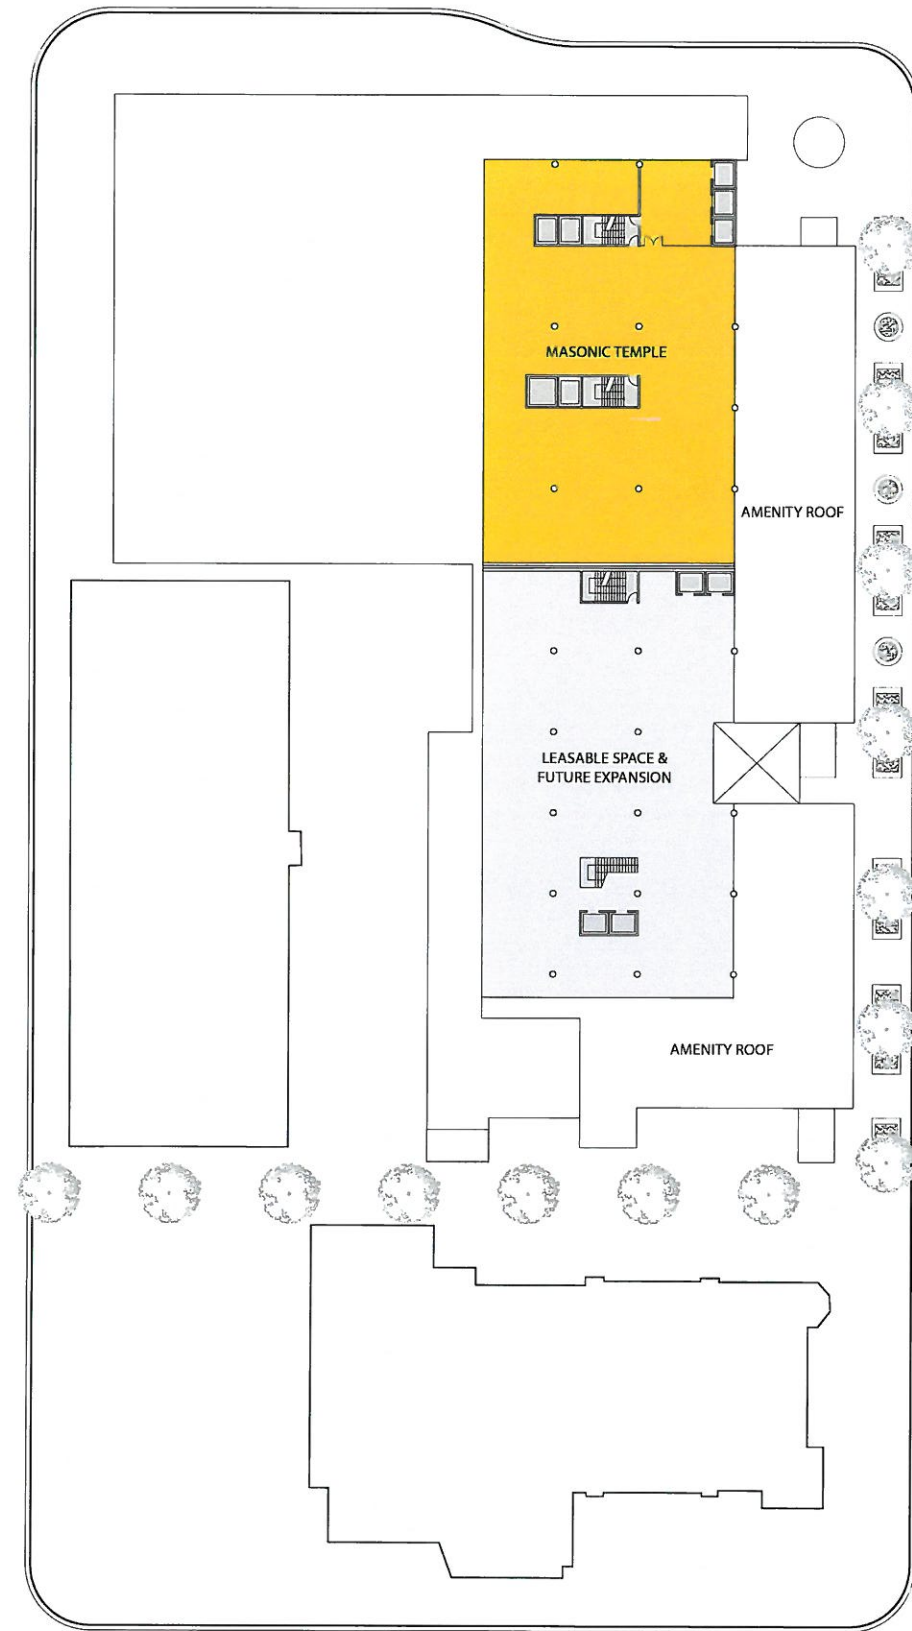 MASONIC TEMPLE
AMENITY ROOF
LEASABLE SPACE &
FUTURE EXPANSION
AMENITY ROOF